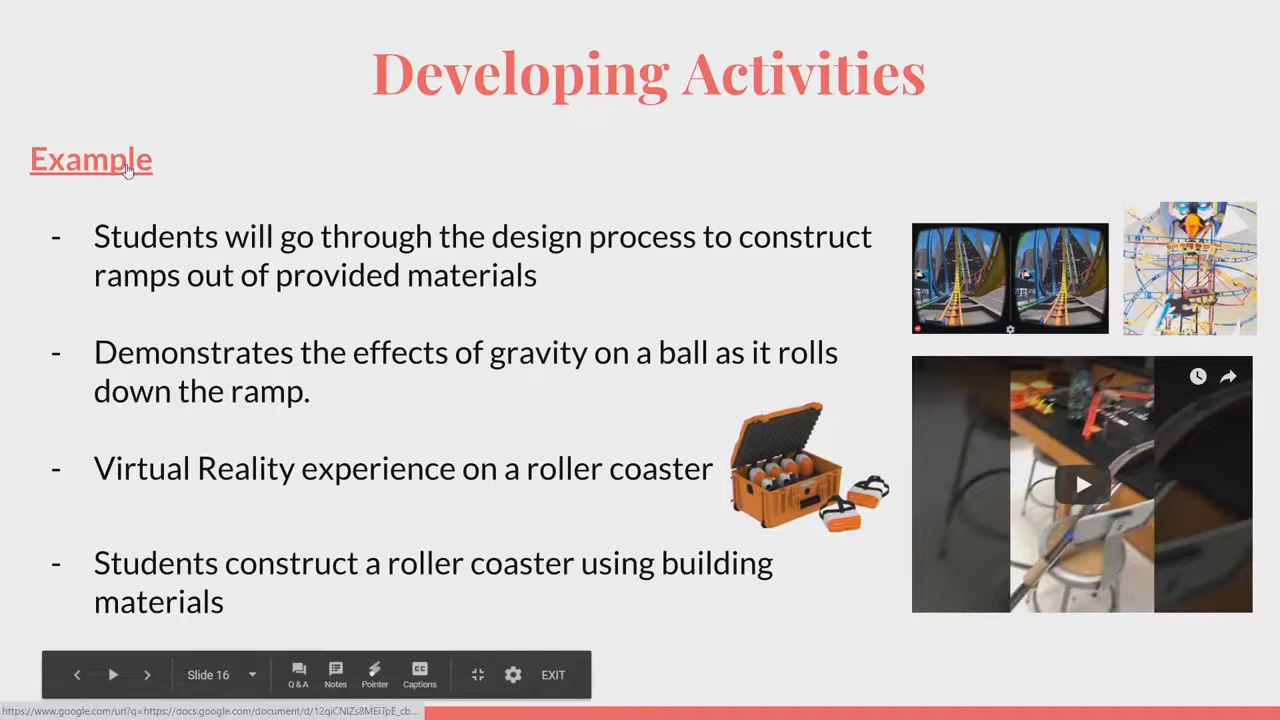 Developing Activities
Example
- Students will go through the design process to construct
ramps out of provided materials
- Demonstrates the effects of gravity on a ball as it rolls
down the ramp.
- Virtual Reality experience on a roller coaster
- Students construct a roller coaster using building
materials
Slide 16
Q & A
Notes
Pointer
Captions
EXIT
https://www.google.com/url?q=https://docs.google.com/document/d/12qiCNIZs8MEiTpE_cb...